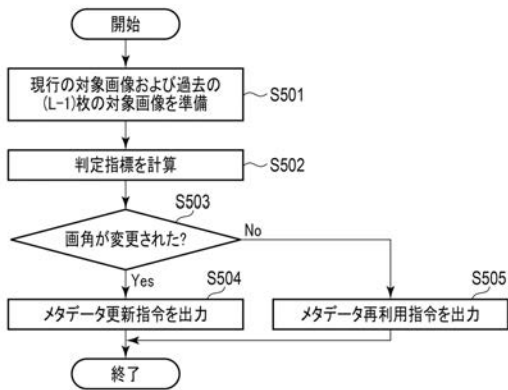 開始
現行の対象画像および過去の
(L-1)枚の対象画像を準備
S501
判定指標を計算
S502
S503
画角が変更された?
No
Yes
S504
メタデータ更新指令を出力
S505
メタデータ再利用指令を出力
終了